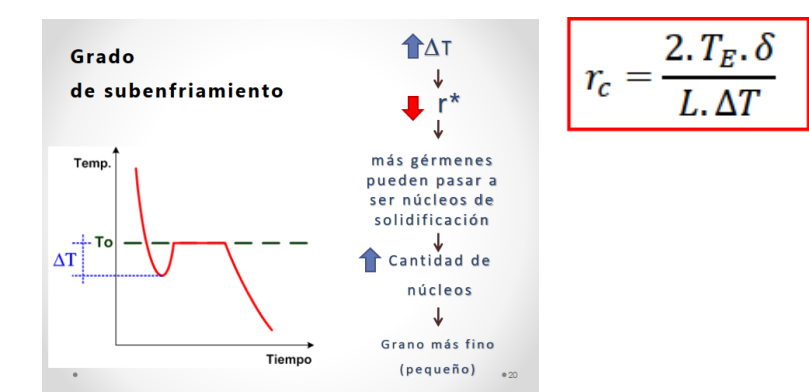 Grado
de subenfriamiento
Temp.
To
ΔT
Tiempo
ΔT
r*
más gérmenes
pueden pasar a
ser núcleos de
solidificación
Cantidad de
núcleos
Grano más fino
(pequeño)
20
r_c = 2. T_E. δ / L. ΔT